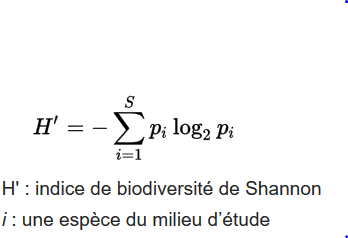 H' = − ∑_{i=1}^{S} p_i log_2 p_i
H' : indice de biodiversité de Shannon
i : une espèce du milieu d’étude